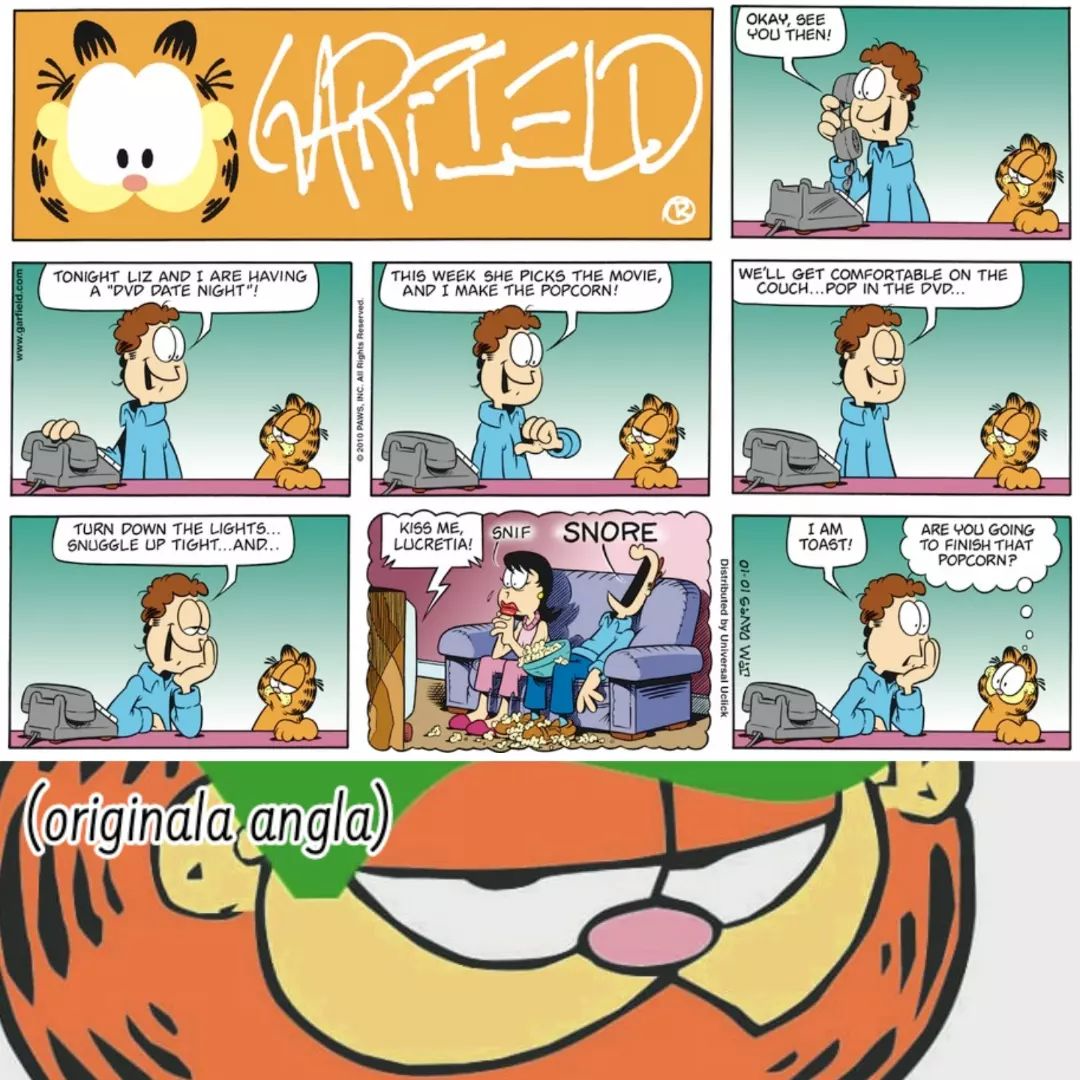 GARFIELD
®
OKAY, SEE
YOU THEN!
www.garfield.com
TONIGHT LIZ AND I ARE HAVING
A "DVD DATE NIGHT"!
© 2010 PAWS, INC. All Rights Reserved.
THIS WEEK SHE PICKS THE MOVIE,
AND I MAKE THE POPCORN!
WE'LL GET COMFORTABLE ON THE
COUCH...POP IN THE DVD...
TURN DOWN THE LIGHTS...
SNUGGLE UP TIGHT...AND...
KISS ME,
LUCRETIA!
SNIF
SNORE
Distributed by Universal Uclick
JIM DAVIS 10-10
I AM
TOAST!
ARE YOU GOING
TO FINISH THAT
POPCORN?
(originala angla)